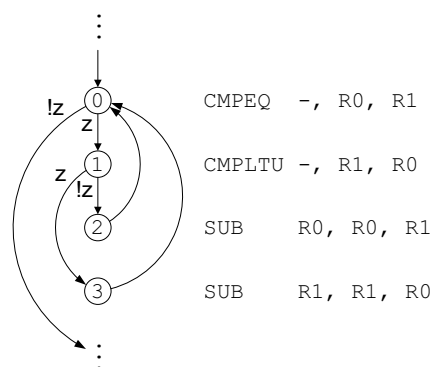 !z 0 CMPEQ -, R0, R1
z
z 1 CMPLTU -, R1, R0
!z
2 SUB R0, R0, R1
3 SUB R1, R1, R0